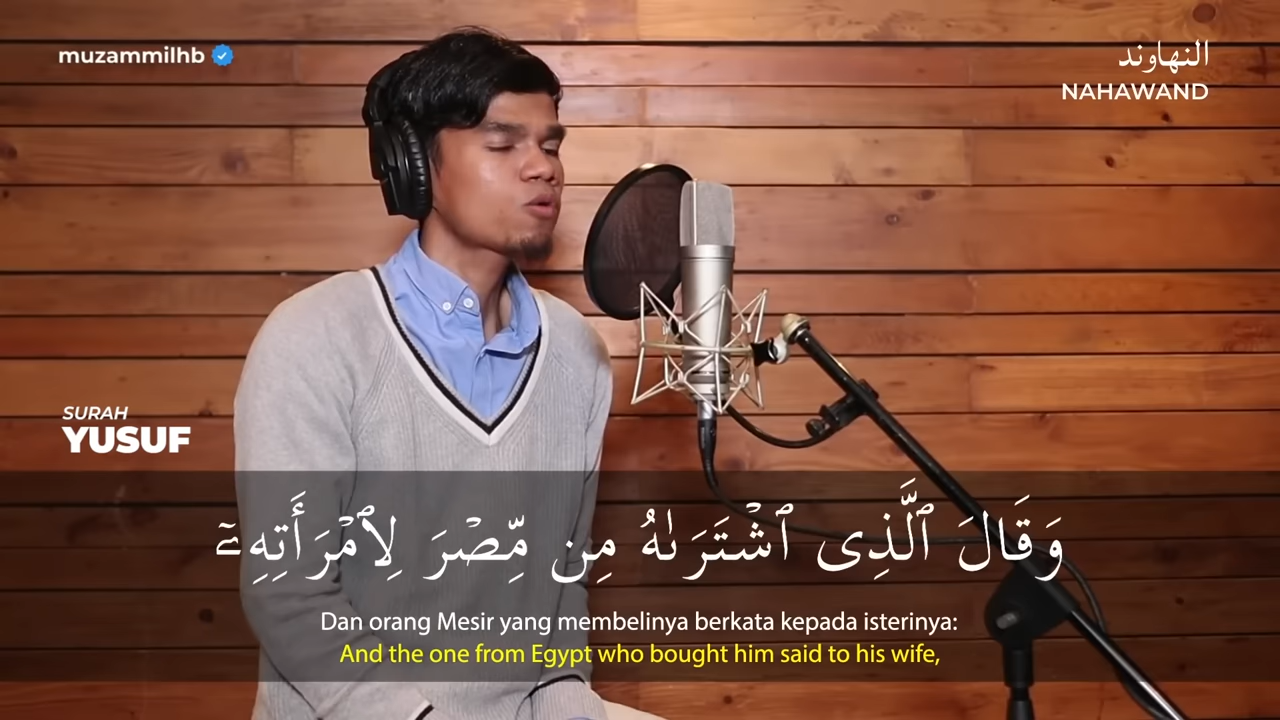 muzammilhb
النهاوند
NAHAWAND
SURAH
YUSUF
وَقَالَ ٱلَّذِى ٱشْتَرَىٰهُ مِن مِّصْرَ لِٱمْرَأَتِهِۦٓ
Dan orang Mesir yang membelinya berkata kepada isterinya:
And the one from Egypt who bought him said to his wife,